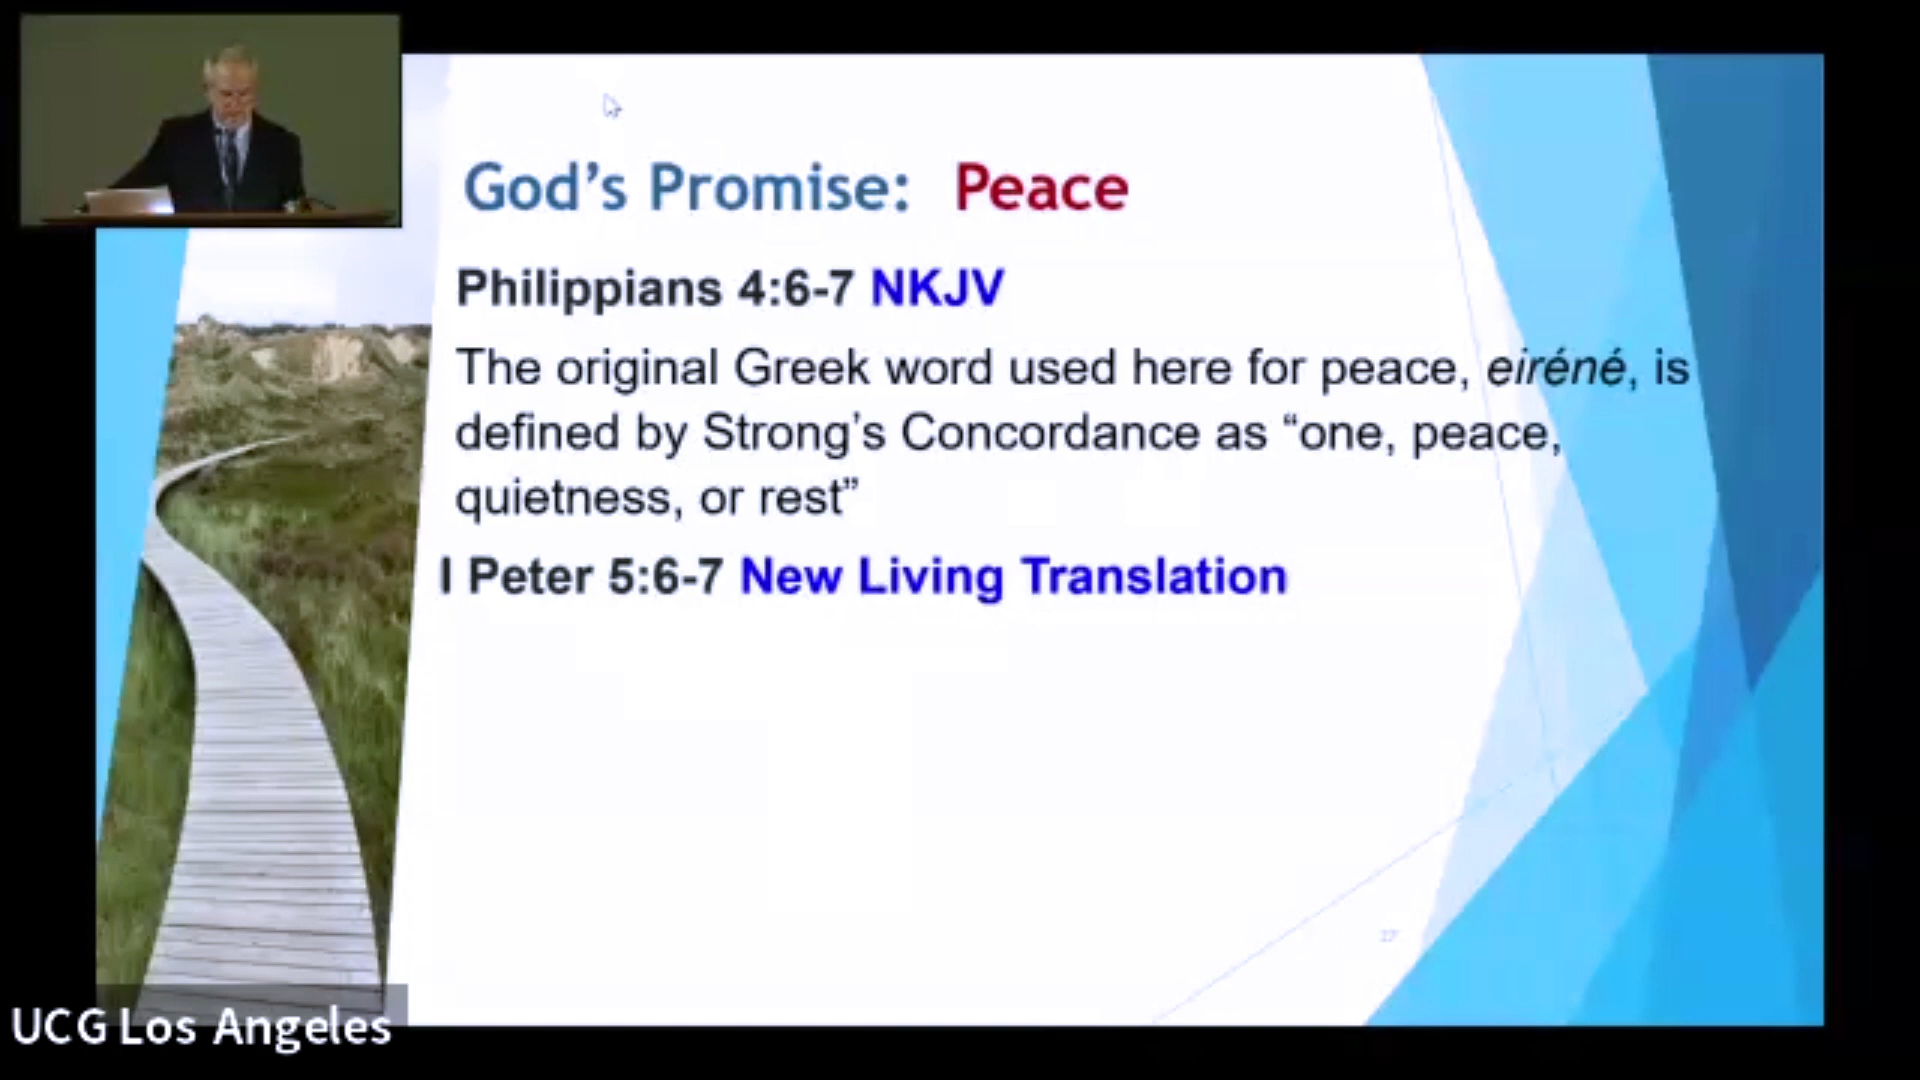 God’s Promise: Peace
Philippians 4:6-7 NKJV
The original Greek word used here for peace, eiréné, is
defined by Strong’s Concordance as “one, peace,
quietness, or rest”
I Peter 5:6-7 New Living Translation
UCG Los Angeles